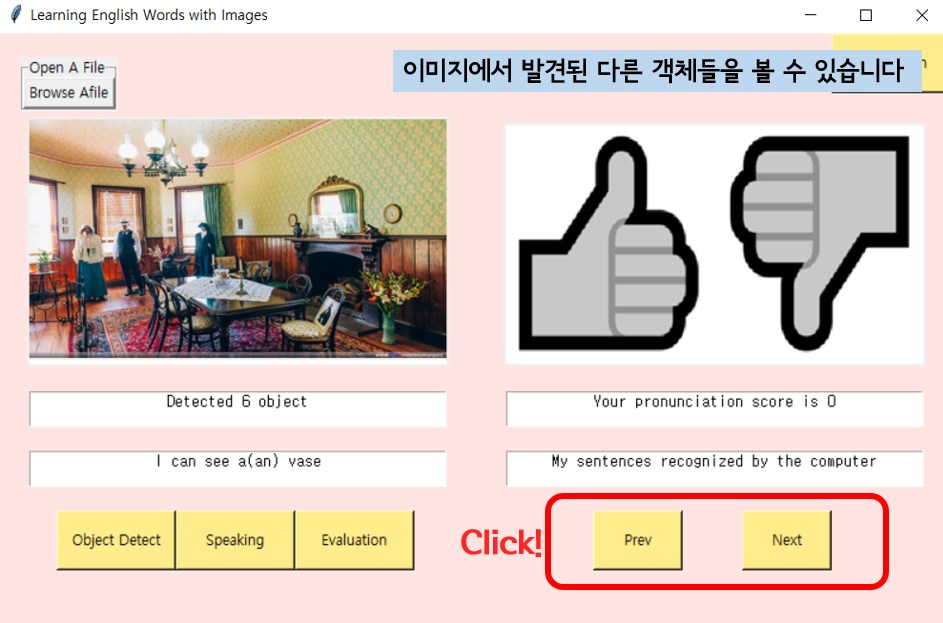 Learning English Words with Images
Open A File
Browse Afile
이미지에서 발견된 다른 객체들을 볼 수 있습니다
Detected 6 object
Your pronunciation score is 0
I can see a(an) vase
My sentences recognized by the computer
Object Detect
Speaking
Evaluation
Click!
Prev
Next